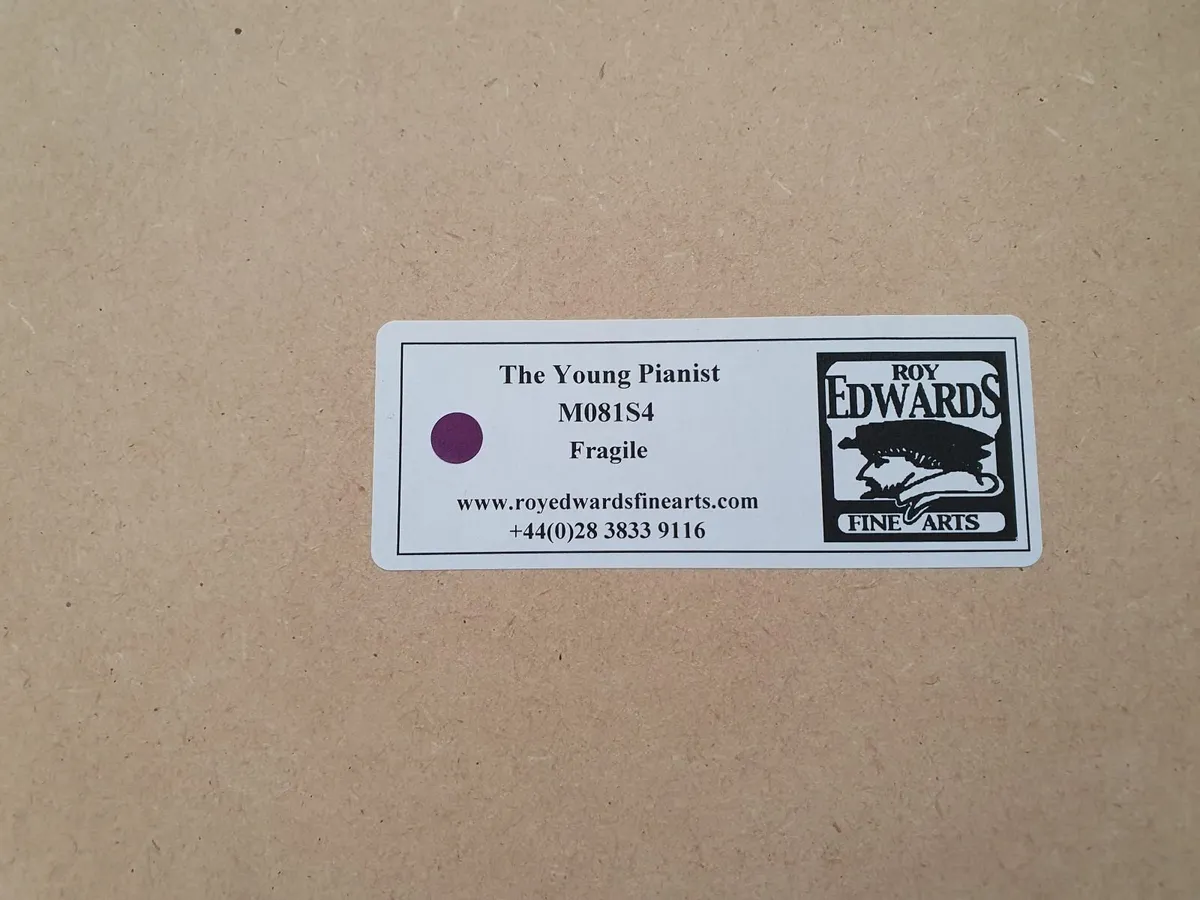 The Young Pianist
M081S4
Fragile
www.royedwardsfinearts.com
+44(0)28 3833 9116
ROY
EDWARDS
FINE ARTS